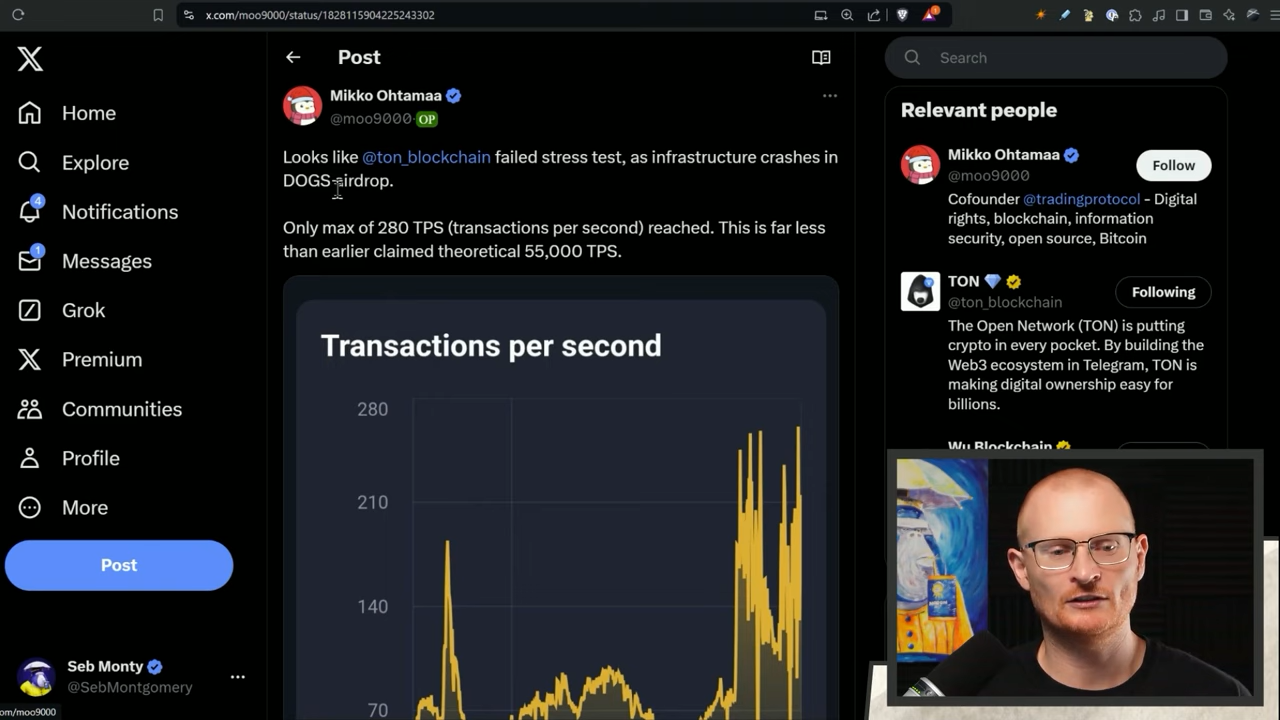 x.com/moo9000/status/1828115904225243302
Home
Explore
4
Notifications
1
Messages
Grok
Premium
Communities
Profile
More
Post
Seb Monty
@SebMontgomery
om/moo9000
Post
Mikko Ohtamaa
@moo9000 OP
Looks like @ton_blockchain failed stress test, as infrastructure crashes in
DOGS airdrop.
Only max of 280 TPS (transactions per second) reached. This is far less
than earlier claimed theoretical 55,000 TPS.
Transactions per second
280
210
140
70
Search
Relevant people
Mikko Ohtamaa
@moo9000
Follow
Cofounder @tradingprotocol - Digital
rights, blockchain, information
security, open source, Bitcoin
TON
@ton_blockchain
Following
The Open Network (TON) is putting
crypto in every pocket. By building the
Web3 ecosystem in Telegram, TON is
making digital ownership easy for
billions.
Wu Blockchain